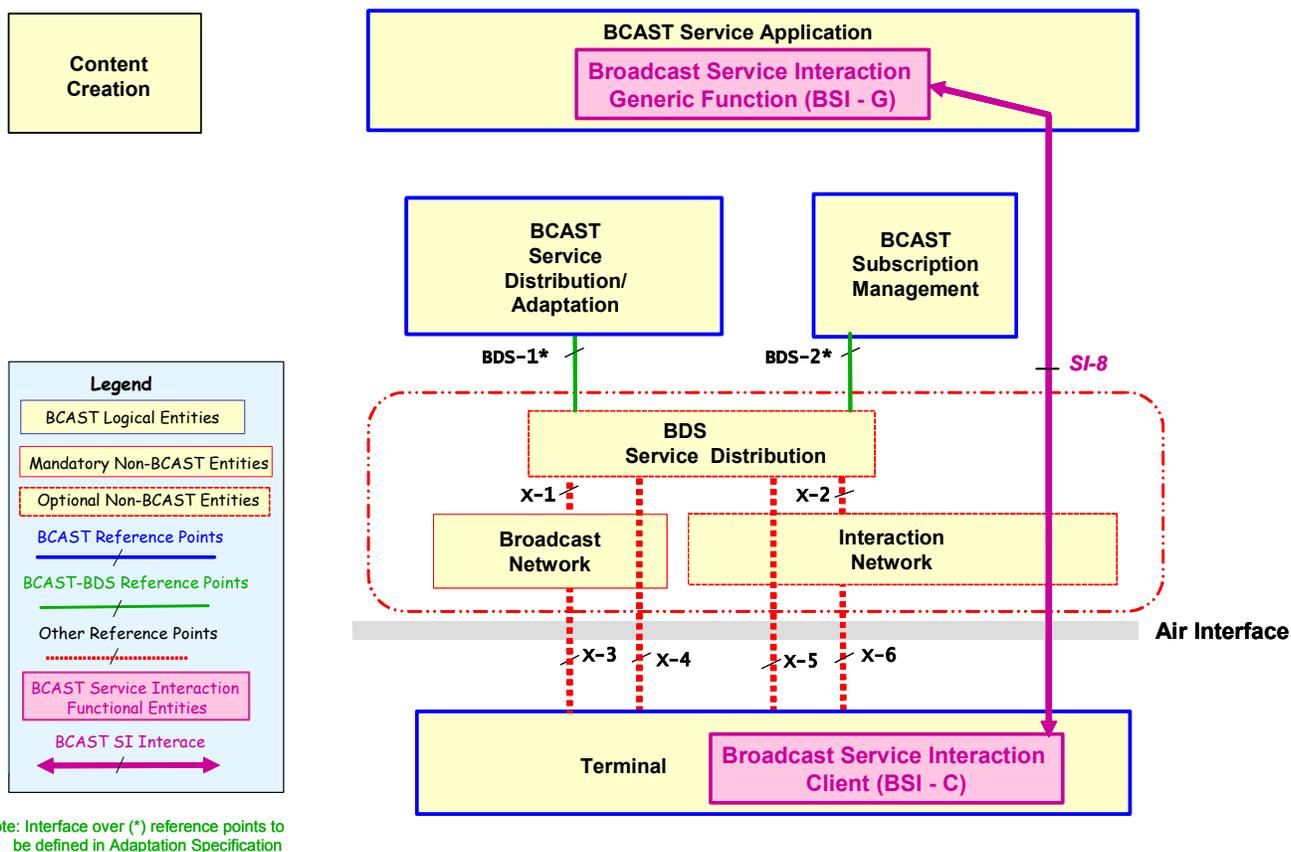 Content
Creation
BCAST Service Application
Broadcast Service Interaction
Generic Function (BSI - G)
BCAST
Service
Distribution/
Adaptation
BCAST
Subscription
Management
BDS-1*
BDS-2*
SI-8
Legend
BCAST Logical Entities
Mandatory Non-BCAST Entities
Optional Non-BCAST Entities
BCAST Reference Points
BCAST-BDS Reference Points
Other Reference Points
BCAST Service Interaction
Functional Entities
BCAST SI Interace
BDS
Service Distribution
X-1
X-2
Broadcast
Network
Interaction
Network
Air Interface
X-3
X-4
X-5
X-6
Terminal
Broadcast Service Interaction
Client (BSI - C)
ote: Interface over (*) reference points to
be defined in Adaptation Specification